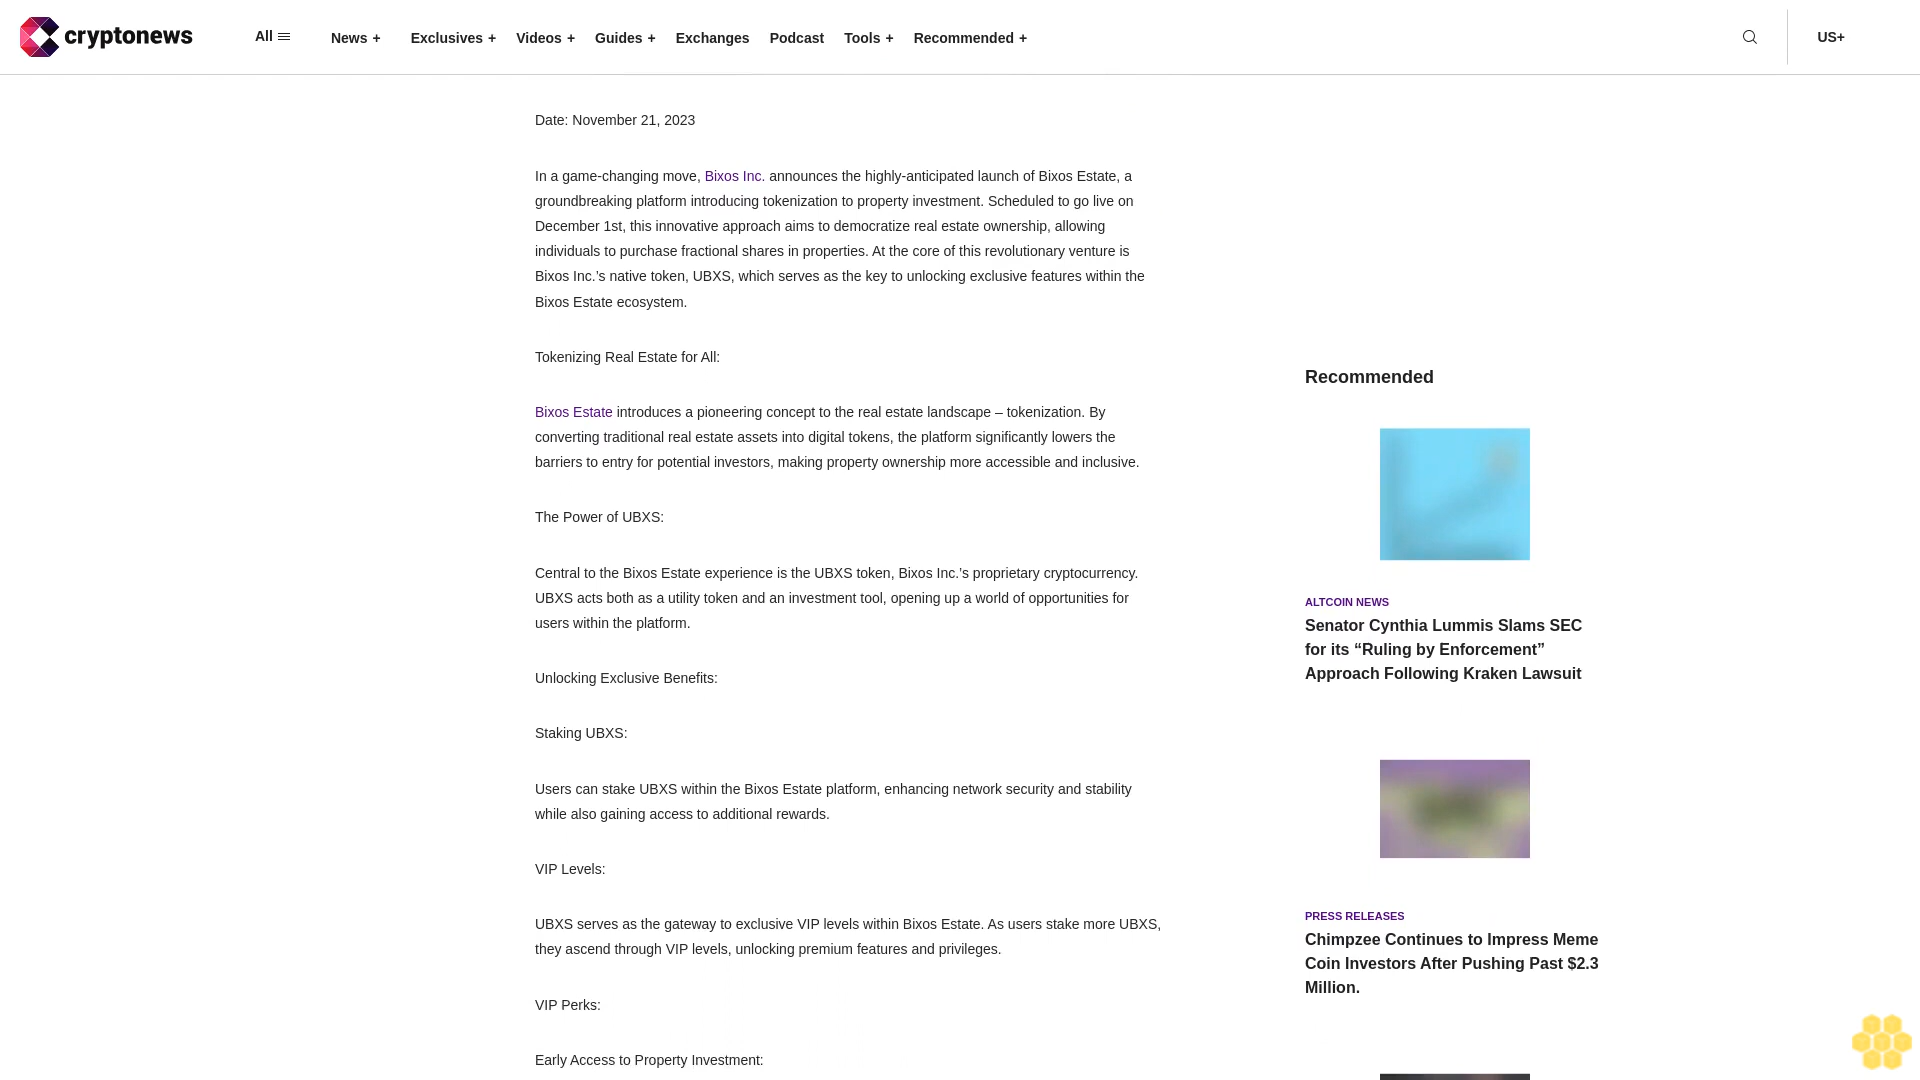 cryptonews
All
News +
Exclusives +
Videos +
Guides +
Exchanges
Podcast
Tools +
Recommended +
US+
Date: November 21, 2023
In a game-changing move, Bixos Inc. announces the highly-anticipated launch of Bixos Estate, a
groundbreaking platform introducing tokenization to property investment. Scheduled to go live on
December 1st, this innovative approach aims to democratize real estate ownership, allowing
individuals to purchase fractional shares in properties. At the core of this revolutionary venture is
Bixos Inc.’s native token, UBXS, which serves as the key to unlocking exclusive features within the
Bixos Estate ecosystem.
Tokenizing Real Estate for All:
Bixos Estate introduces a pioneering concept to the real estate landscape – tokenization. By
converting traditional real estate assets into digital tokens, the platform significantly lowers the
barriers to entry for potential investors, making property ownership more accessible and inclusive.
The Power of UBXS:
Central to the Bixos Estate experience is the UBXS token, Bixos Inc.’s proprietary cryptocurrency.
UBXS acts both as a utility token and an investment tool, opening up a world of opportunities for
users within the platform.
Unlocking Exclusive Benefits:
Staking UBXS:
Users can stake UBXS within the Bixos Estate platform, enhancing network security and stability
while also gaining access to additional rewards.
VIP Levels:
UBXS serves as the gateway to exclusive VIP levels within Bixos Estate. As users stake more UBXS,
they ascend through VIP levels, unlocking premium features and privileges.
VIP Perks:
Early Access to Property Investment:
Recommended
ALTCOIN NEWS
Senator Cynthia Lummis Slams SEC
for its “Ruling by Enforcement”
Approach Following Kraken Lawsuit
PRESS RELEASES
Chimpzee Continues to Impress Meme
Coin Investors After Pushing Past $2.3
Million.